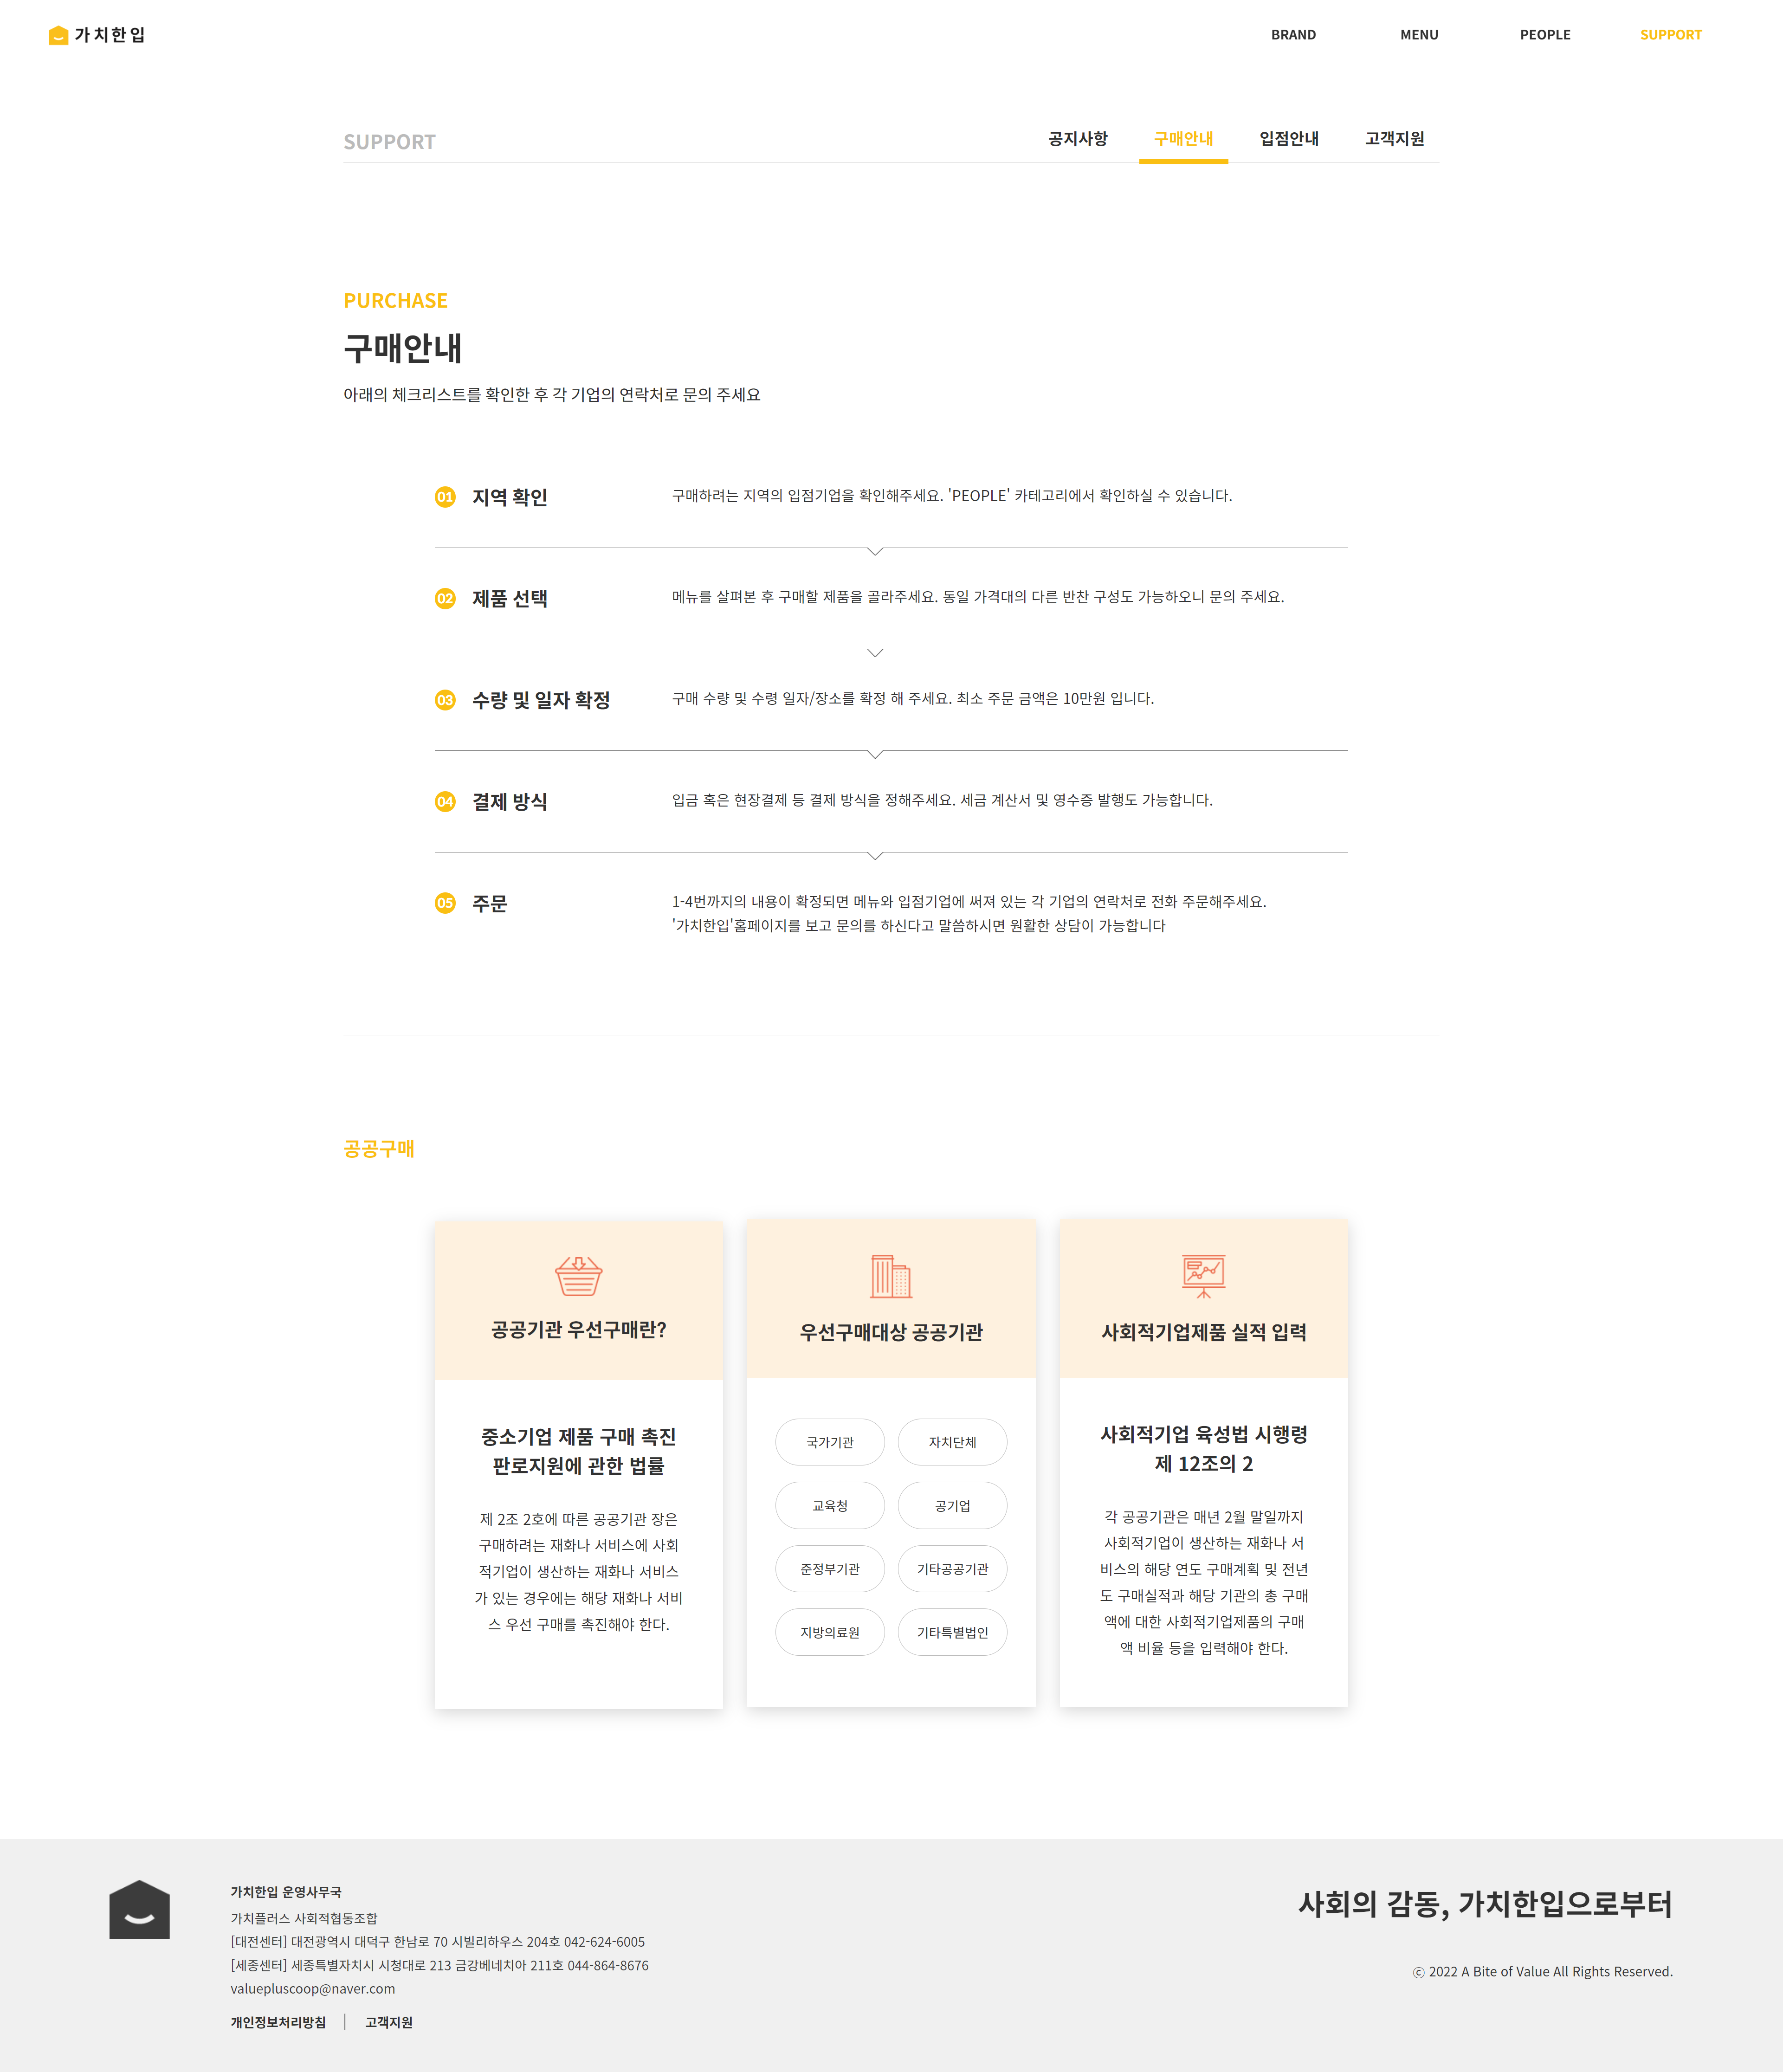 가치한입
BRAND MENU PEOPLE SUPPORT
SUPPORT
공지사항 구매안내 입점안내 고객지원
PURCHASE
구매안내
아래의 체크리스트를 확인한 후 각 기업의 연락처로 문의 주세요
01 지역 확인 구매하려는 지역의 입점기업을 확인해주세요. 'PEOPLE' 카테고리에서 확인하실 수 있습니다.
02 제품 선택 메뉴를 살펴본 후 구매할 제품을 골라주세요. 동일 가격대의 다른 반찬 구성도 가능하오니 문의 주세요.
03 수량 및 일자 확정 구매 수량 및 수령 일자/장소를 확정 해 주세요. 최소 주문 금액은 10만원 입니다.
04 결제 방식 입금 혹은 현장결제 등 결제 방식을 정해주세요. 세금 계산서 및 영수증 발행도 가능합니다.
05 주문 1-4번까지의 내용이 확정되면 메뉴와 입점기업에 써져 있는 각 기업의 연락처로 전화 주문해주세요.
'가치한입'홈페이지를 보고 문의를 하신다고 말씀하시면 원활한 상담이 가능합니다
공공구매
공공기관 우선구매란?
중소기업 제품 구매 촉진
판로지원에 관한 법률
제 2조 2호에 따른 공공기관 장은
구매하려는 재화나 서비스에 사회
적기업이 생산하는 재화나 서비스
가 있는 경우에는 해당 재화나 서비
스 우선 구매를 촉진해야 한다.
우선구매대상 공공기관
국가기관 자치단체
교육청 공기업
준정부기관 기타공공기관
지방의료원 기타특별법인
사회적기업제품 실적 입력
사회적기업 육성법 시행령
제 12조의 2
각 공공기관은 매년 2월 말일까지
사회적기업이 생산하는 재화나 서
비스의 해당 연도 구매계획 및 전년
도 구매실적과 해당 기관의 총 구매
액에 대한 사회적기업제품의 구매
액 비율 등을 입력해야 한다.
가치한입 운영사무국
가치플러스 사회적협동조합
[대전센터] 대전광역시 대덕구 한남로 70 시빌리하우스 204호 042-624-6005
[세종센터] 세종특별자치시 시청대로 213 금강베네치아 211호 044-864-8676
valuepluscoop@naver.com
개인정보처리방침 | 고객지원
사회의 감동, 가치한입으로부터
ⓒ 2022 A Bite of Value All Rights Reserved.